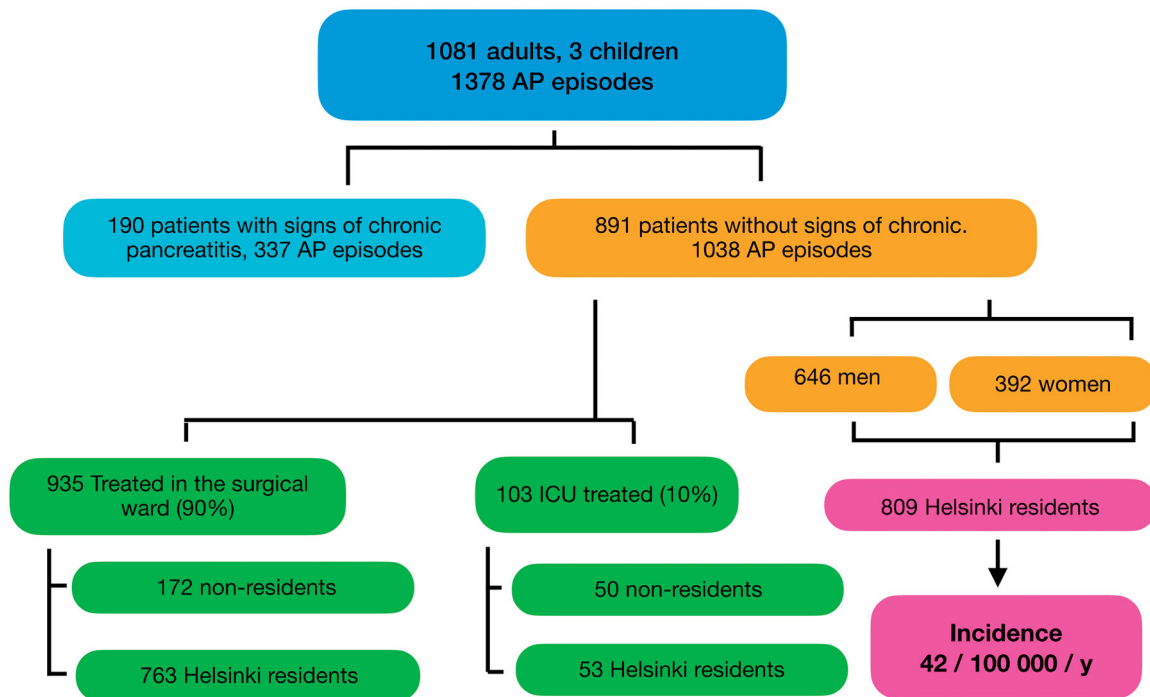 1081 adults, 3 children
1378 AP episodes
190 patients with signs of chronic
pancreatitis, 337 AP episodes
891 patients without signs of chronic.
1038 AP episodes
646 men
392 women
935 Treated in the surgical
ward (90%)
103 ICU treated (10%)
809 Helsinki residents
172 non-residents
50 non-residents
763 Helsinki residents
53 Helsinki residents
Incidence
42 / 100 000 / y